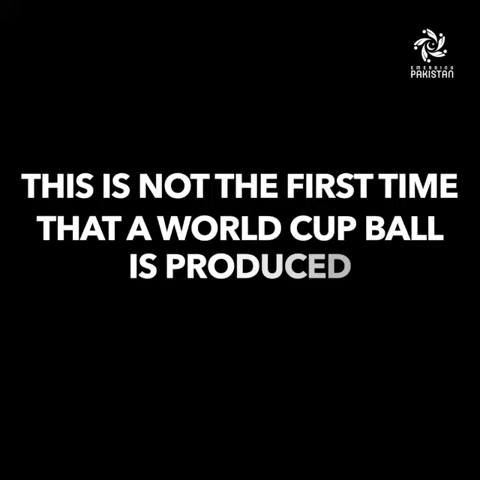 EMERGING
PAKISTAN
THIS IS NOT THE FIRST TIME
THAT A WORLD CUP BALL
IS PRODUCED